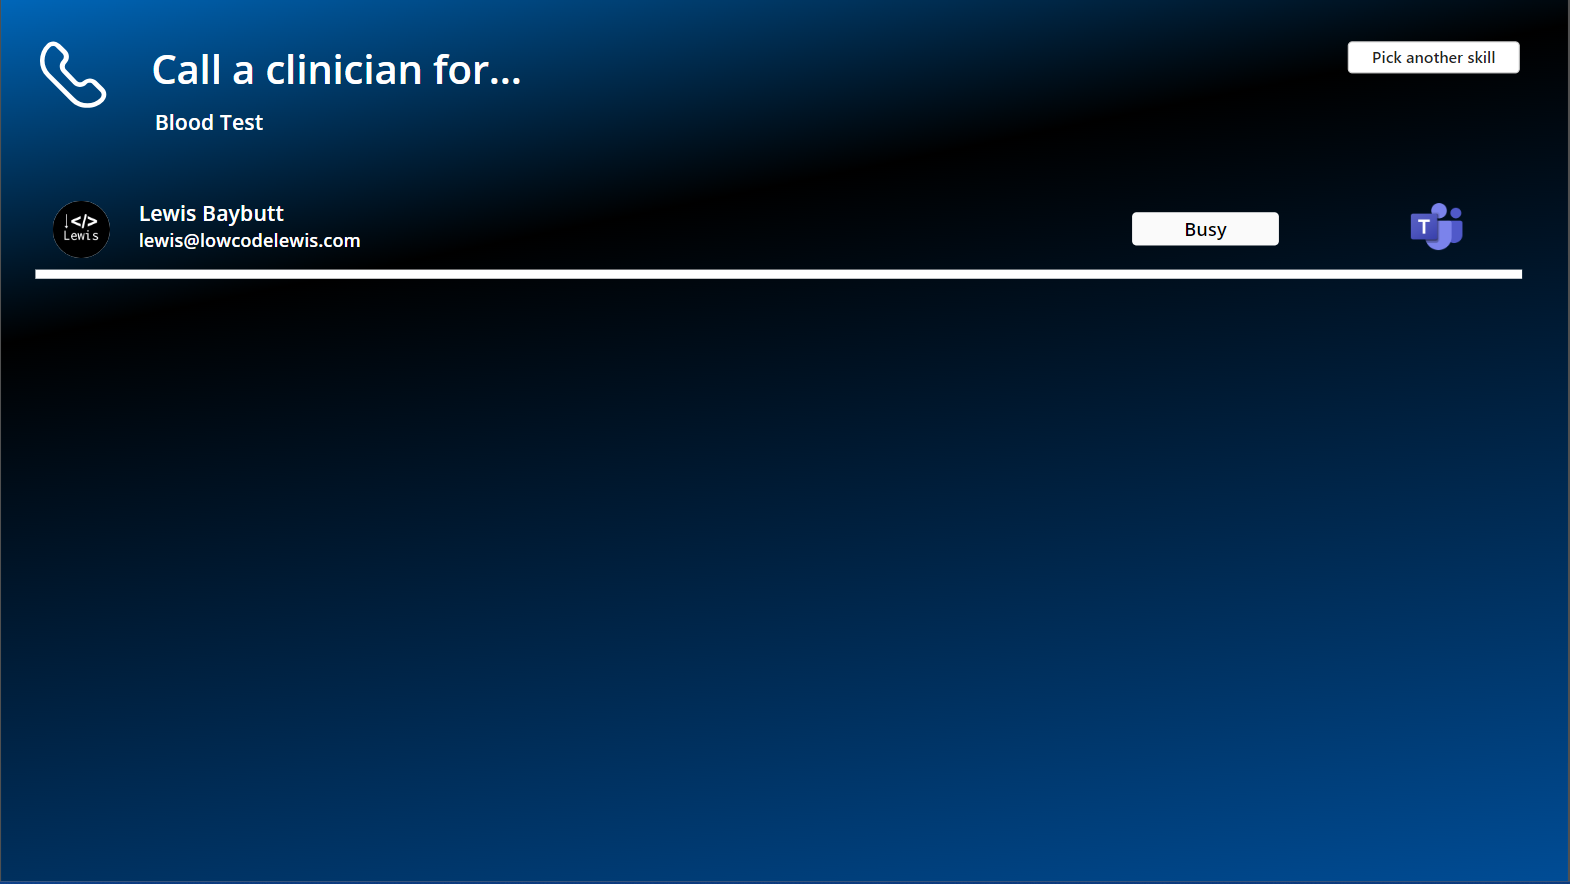 Call a clinician for...
Pick another skill
Blood Test
</>
Lewis
Lewis Baybutt
lewis@lowcodelewis.com
Busy
T